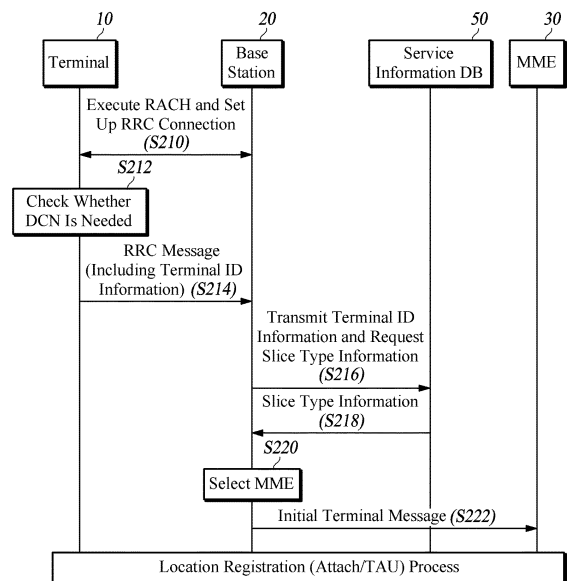 10
20
50
30
Terminal
Base
Station
Service
Information DB
MME
Execute RACH and Set
Up RRC Connection
(S210)
S212
Check Whether
DCN Is Needed
RRC Message
(Including Terminal ID
Information) (S214)
Transmit Terminal ID
Information and Request
Slice Type Information
(S216)
Slice Type Information
(S218)
S220
Select MME
Initial Terminal Message (S222)
Location Registration (Attach/TAU) Process